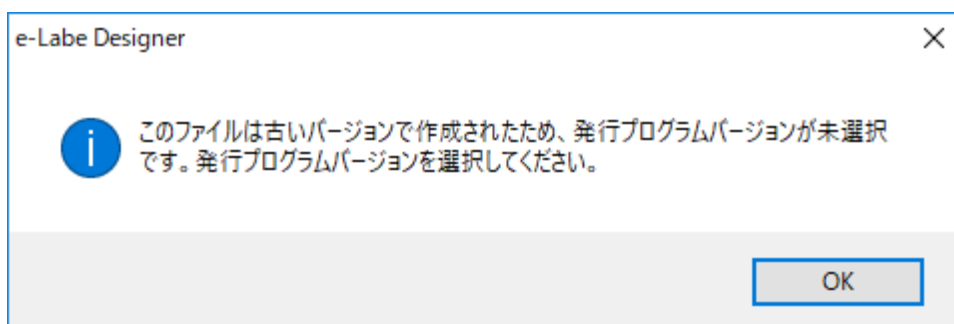 e-Labe Designer
このファイルは古いバージョンで作成されたため、発行プログラムバージョンが未選択
です。発行プログラムバージョンを選択してください。
OK